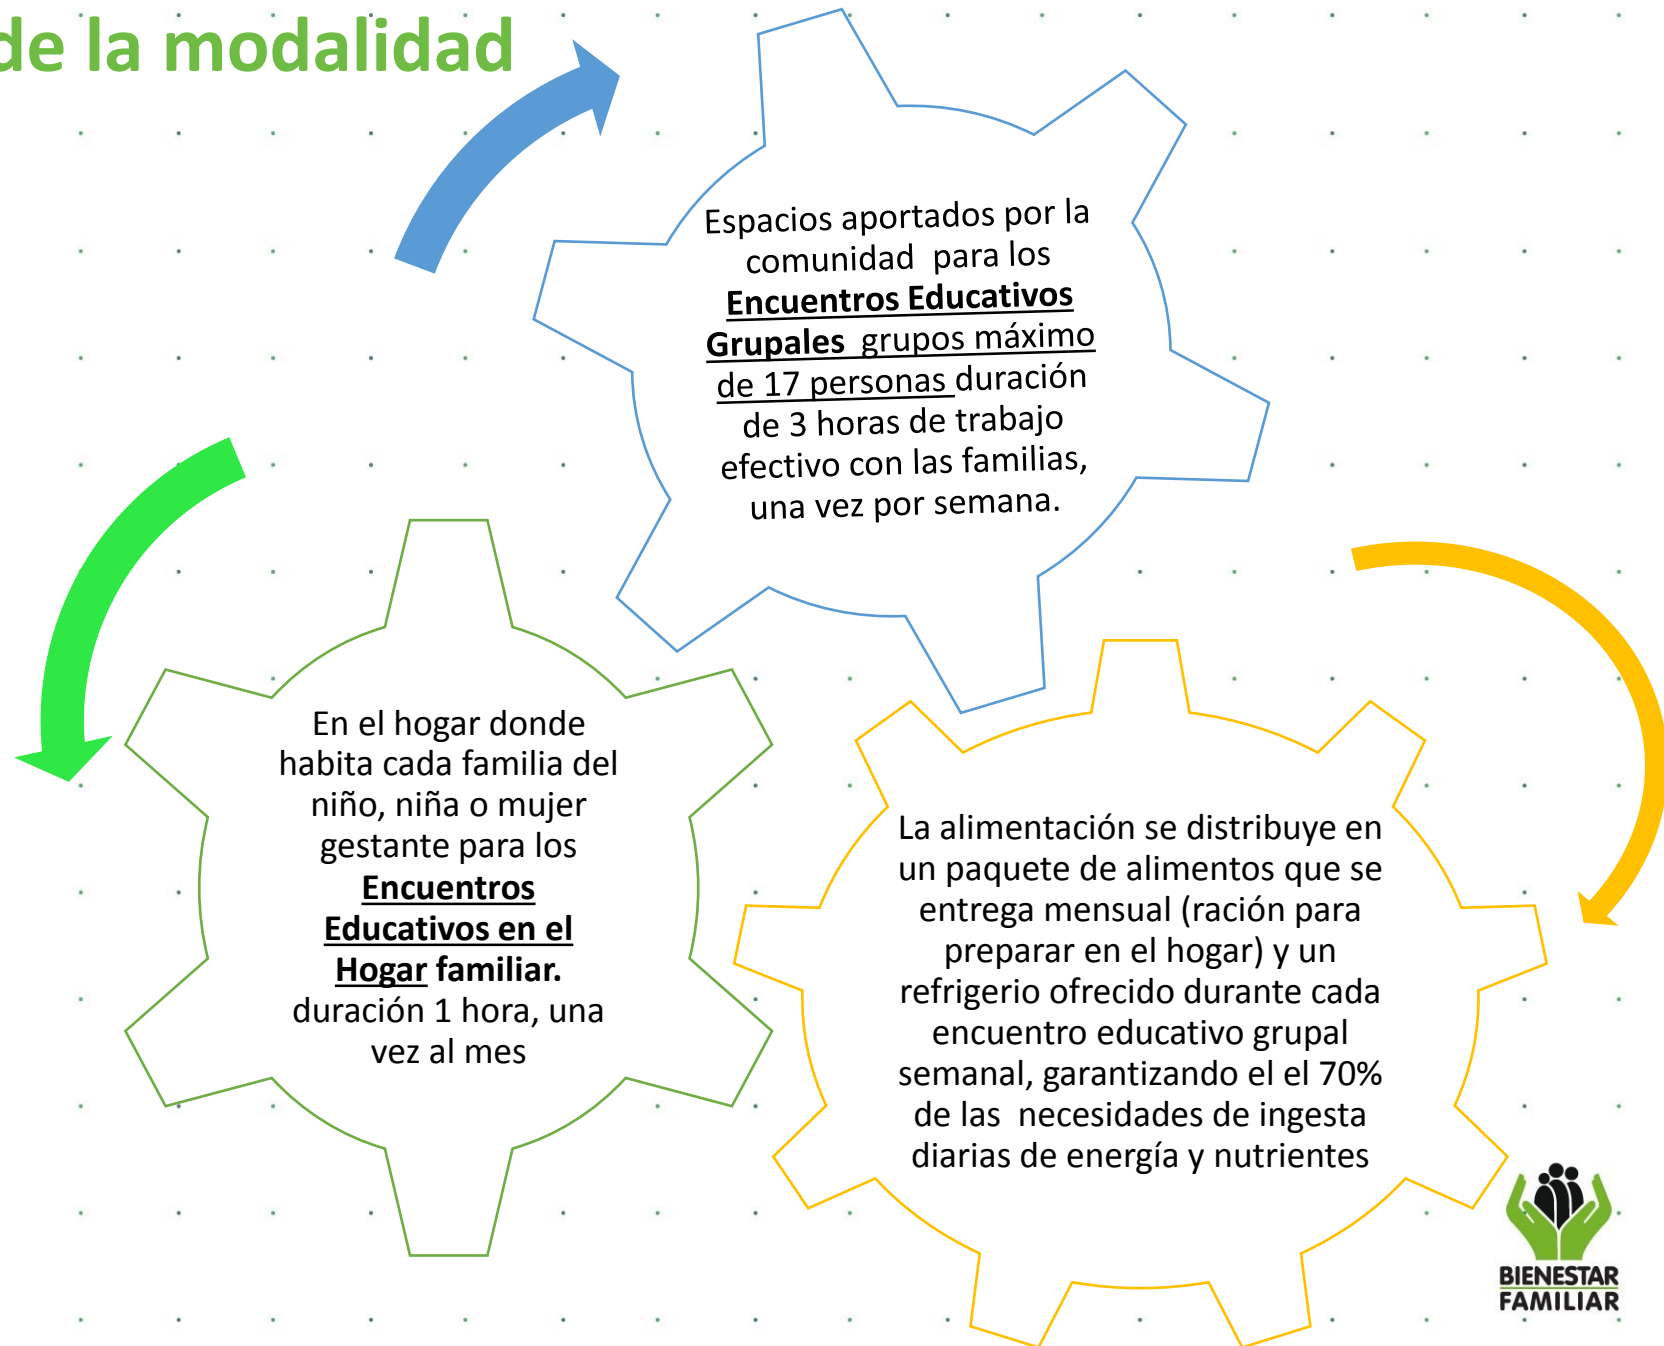 de la modalidad
Espacios aportados por la
comunidad para los
Encuentros Educativos
Grupales grupos máximo
de 17 personas duración
de 3 horas de trabajo
efectivo con las familias,
una vez por semana.
En el hogar donde
habita cada familia del
niño, niña o mujer
gestante para los
Encuentros
Educativos en el
Hogar familiar.
duración 1 hora, una
vez al mes
La alimentación se distribuye en
un paquete de alimentos que se
entrega mensual (ración para
preparar en el hogar) y un
refrigerio ofrecido durante cada
encuentro educativo grupal
semanal, garantizando el el 70%
de las necesidades de ingesta
diarias de energía y nutrientes
BIENESTAR
FAMILIAR